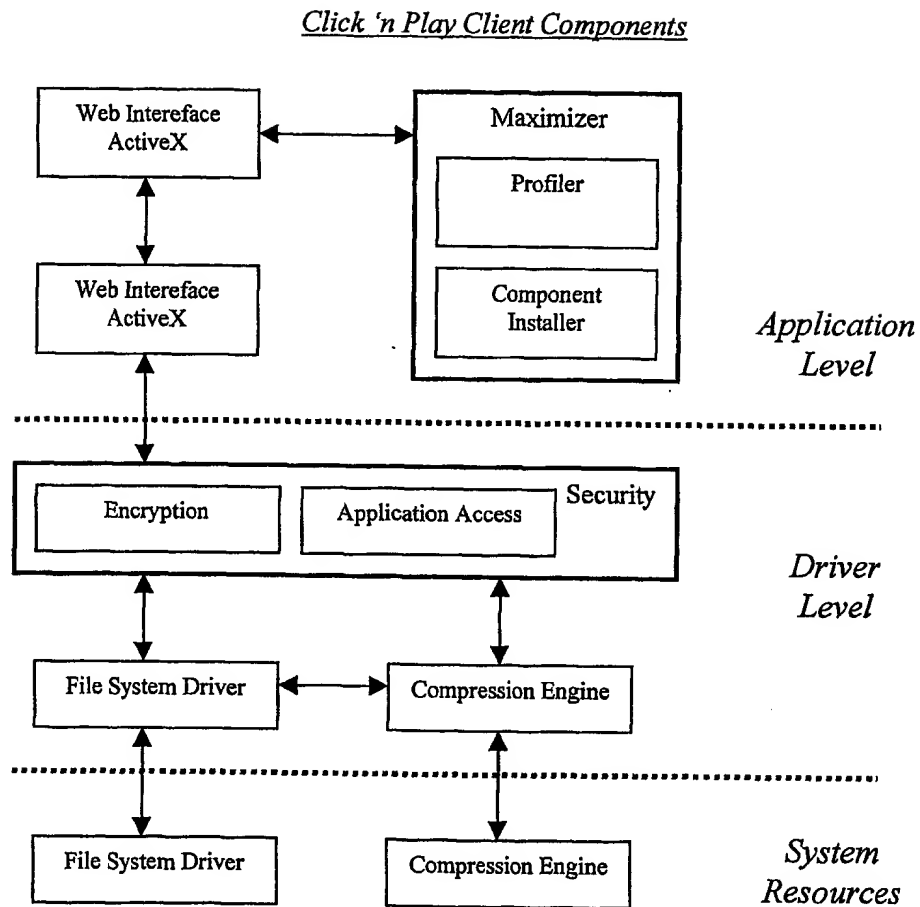 Click 'n Play Client Components
Web Intereface
ActiveX
Maximizer
Profiler
Web Intereface
ActiveX
Component
Installer
Application
Level
Encryption
Application Access
Security
Driver
Level
File System Driver
Compression Engine
File System Driver
Compression Engine
System
Resources